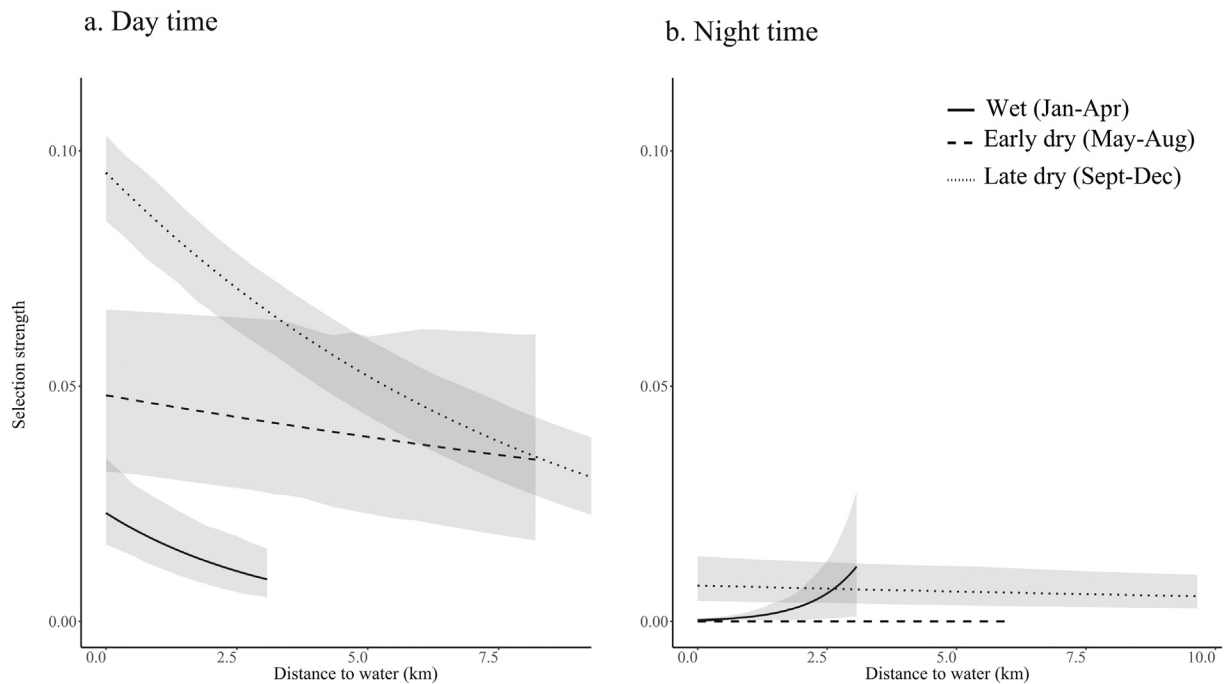 a. Day time
b. Night time
Wet (Jan-Apr)
Early dry (May-Aug)
Late dry (Sept-Dec)
Selection strength
0.10
0.05
0.00
0.0
2.5
5.0
7.5
Distance to water (km)
0.10
0.05
0.00
0.0
2.5
5.0
7.5
10.0
Distance to water (km)